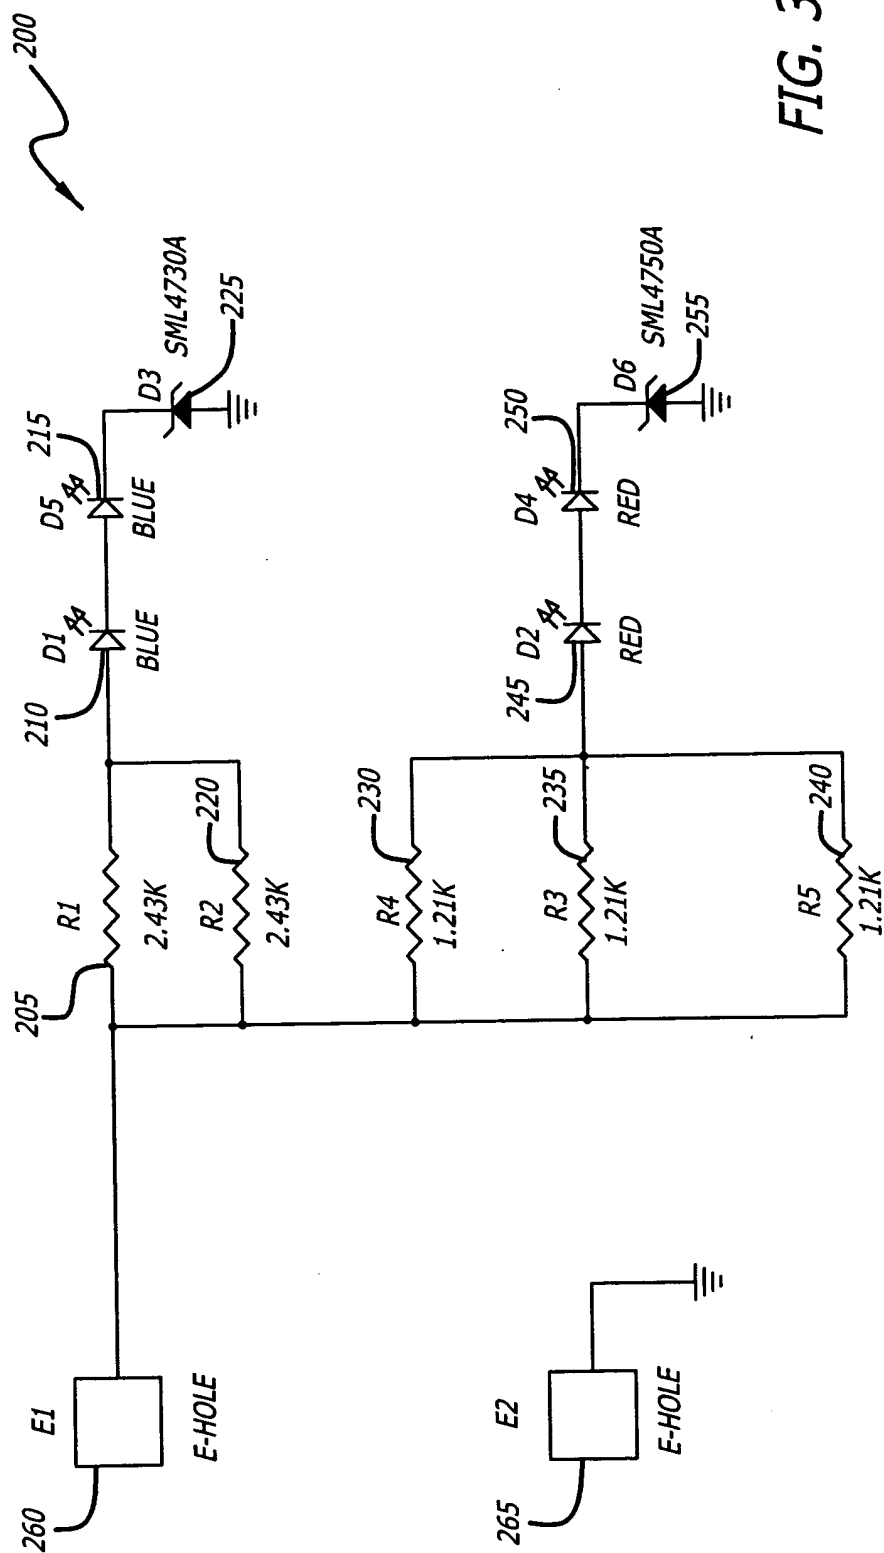 200
215
D5
BLUE
D1
BLUE
210
D3
SML4730A
225
R1
2.43K
205
220
R2
2.43K
E1
E-HOLE
260
230
R4
1.21K
235
R3
1.21K
240
R5
1.21K
245
D2
RED
250
D4
RED
D6
SML4750A
255
E2
E-HOLE
265
FIG. 3